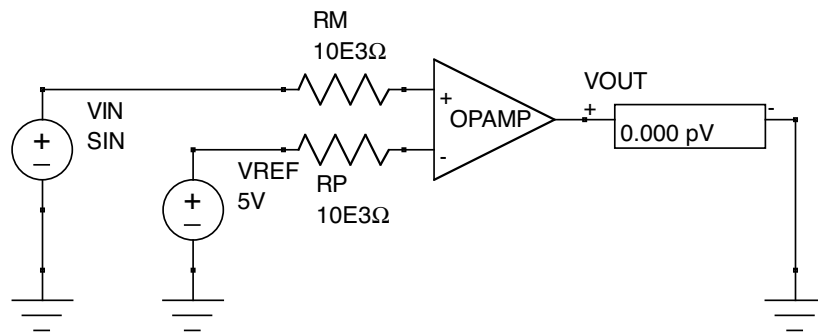 RM
10E3Ω
VIN
SIN
+
−
+
-
OPAMP
VOUT
+
-
0.000 pV
VREF
5V
+
−
RP
10E3Ω